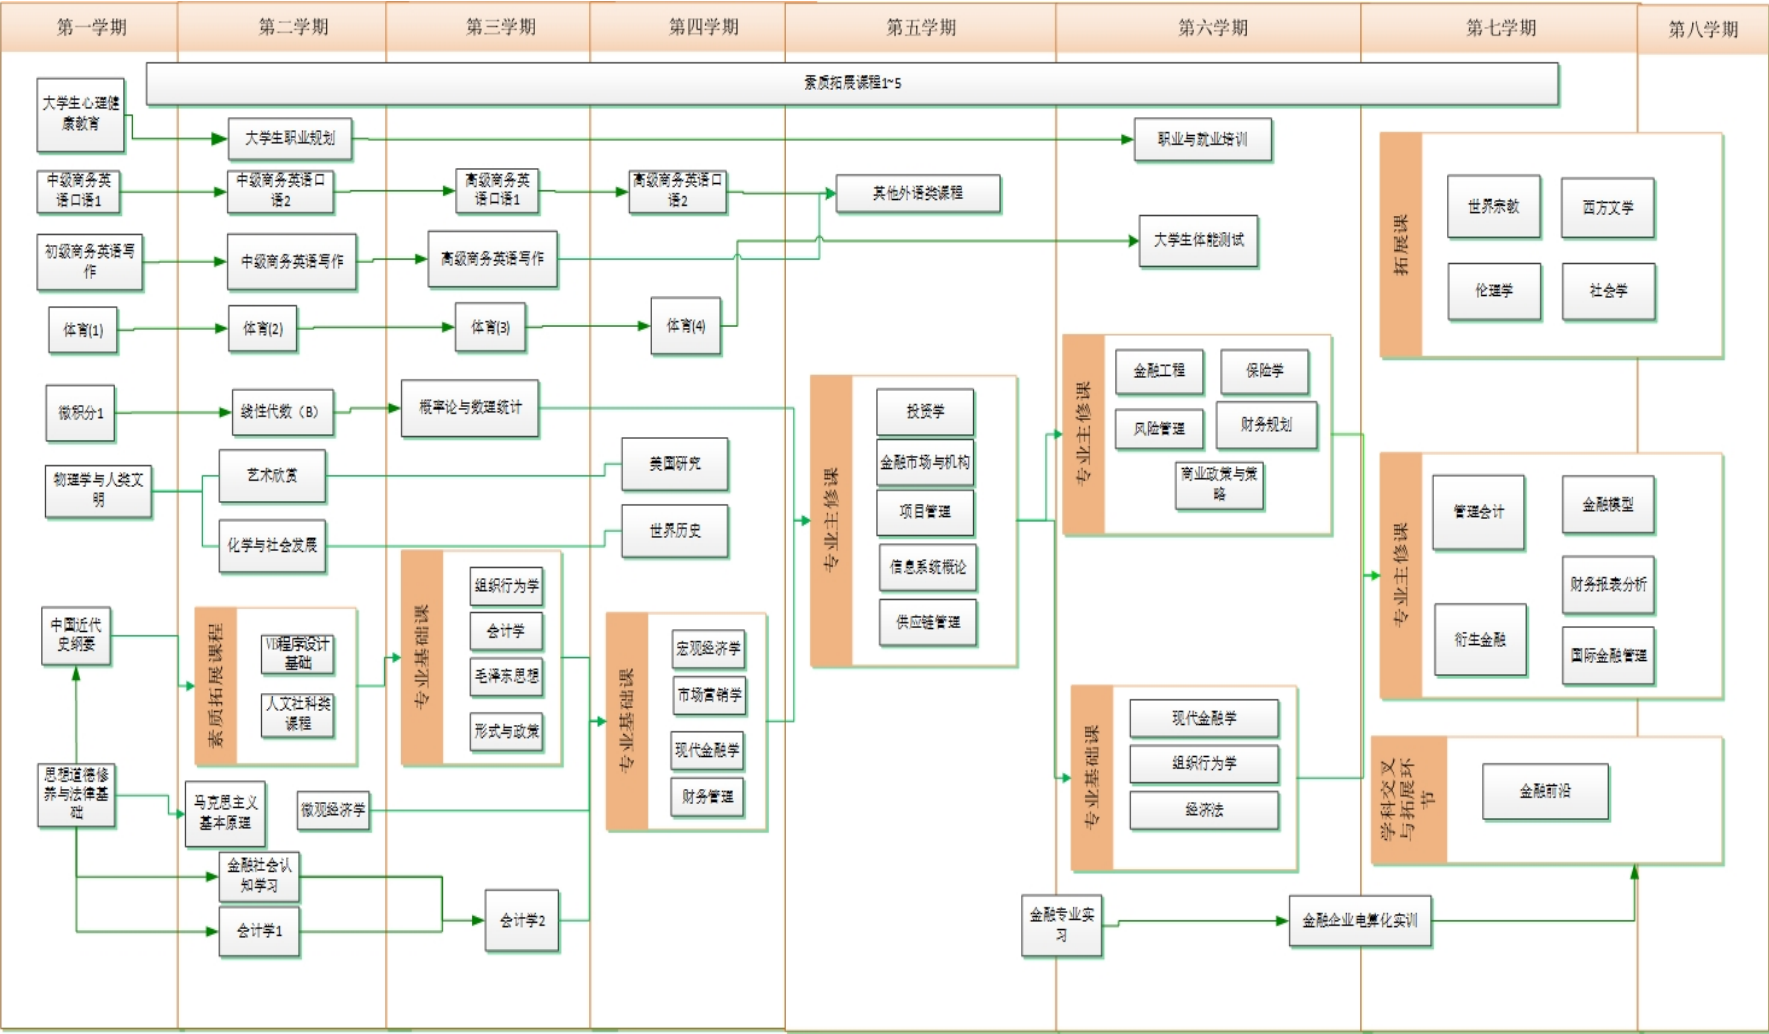 第一学期
第二学期
第三学期
第四学期
第五学期
第六学期
第七学期
第八学期
素质拓展课程1~5
大学生心理健
康教育
大学生职业规划
职业与就业培训
中级商务英
语口语1
中级商务英语口
语2
高级商务英
语口语1
高级商务英语口
语2
其他外语类课程
初级商务英语写
作
中级商务英语写作
高级商务英语写作
大学生体能测试
体育(1)
体育(2)
体育(3)
体育(4)
微积分1
线性代数（B）
概率论与数理统计
物理学与人类文
明
艺术欣赏
美国研究
化学与社会发展
世界历史
中国近代
史纲要
素质拓展课程
VB程序设计
基础
人文社科类
课程
专业基础课
组织行为学
会计学
毛泽东思想
形式与政策
专业基础课
宏观经济学
市场营销学
现代金融学
财务管理
思想道德修
养与法律基
础
马克思主义
基本原理
微观经济学
金融社会认
知学习
会计学1
会计学2
专业主修课
投资学
金融市场与机构
项目管理
信息系统概论
供应链管理
专业主修课
金融工程
保险学
风险管理
财务规划
商业政策与策
略
专业基础课
现代金融学
组织行为学
经济法
金融专业实
习
金融企业电算化实训
拓展课
世界宗教
西方文学
伦理学
社会学
专业主修课
管理会计
金融模型
财务报表分析
衍生金融
国际金融管理
学科交叉
与拓展环
节
金融前沿